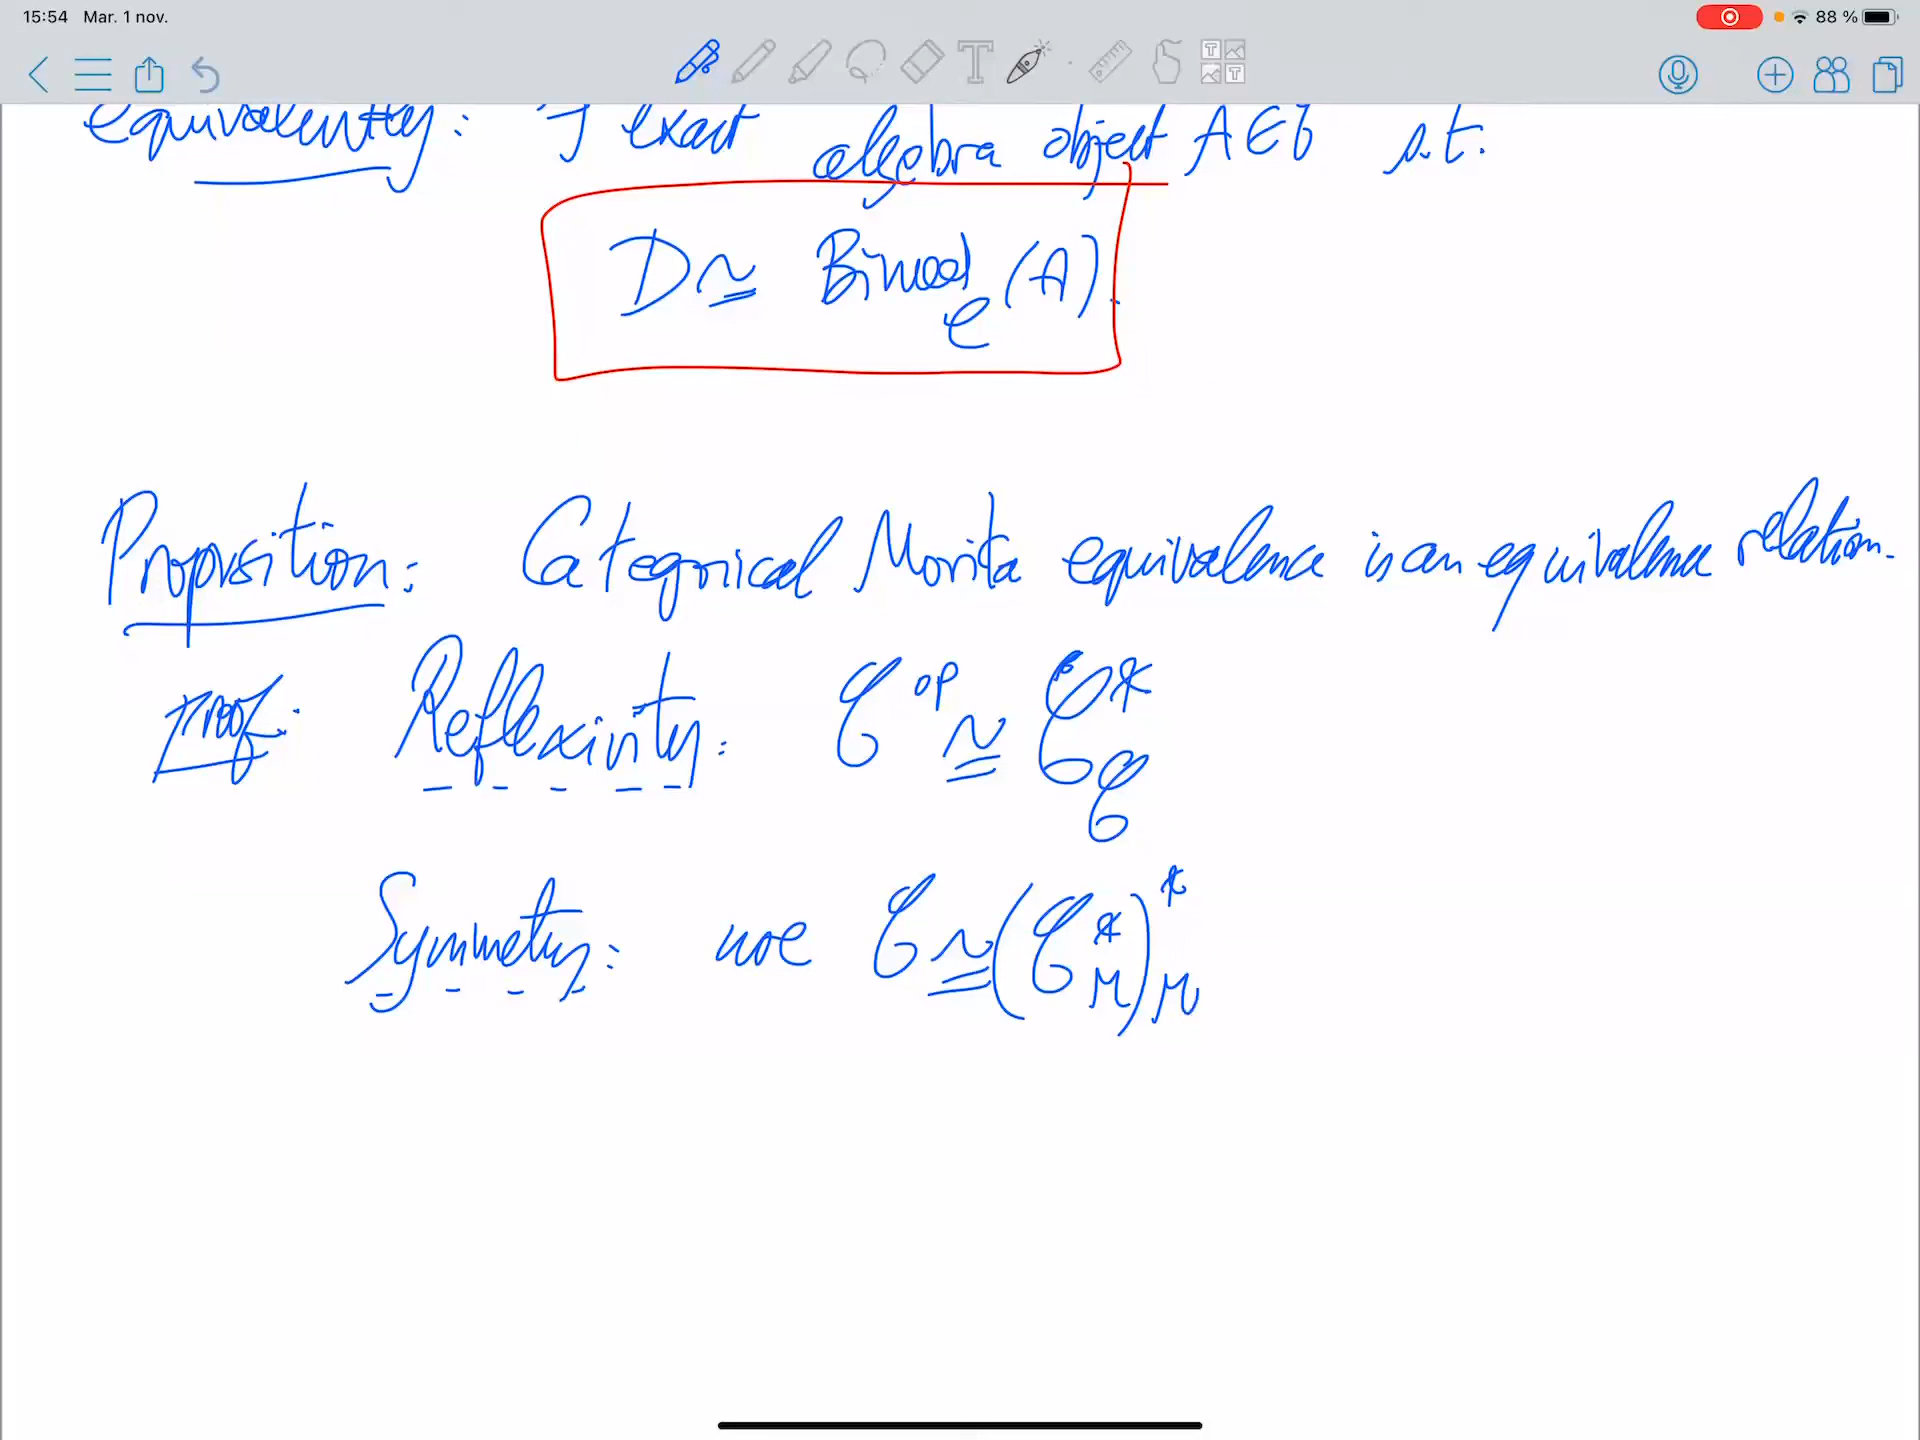 15:54 Mar. 1 nov. 88 %
equivalently: ∃ exact algebra object A ∈ C s.t.
D ≅ Bimod_C (A).
Proposition: Categorical Morita equivalence is an equivalence relation.
Proof: Reflexivity: C^op ≅ C^*_C
Symmetry: use C ≅ (C^*_M)^*_M